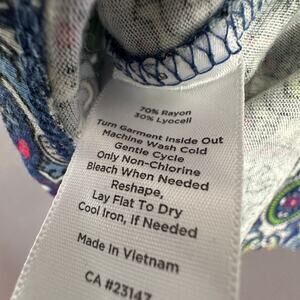 70% Rayon
30% Lyocell
Turn Garment Inside Out
Machine Wash Cold
Gentle Cycle
Only Non-Chlorine
Bleach When Needed
Reshape,
Lay Flat To Dry
Cool Iron, If Needed
Made in Vietnam
CA #23147